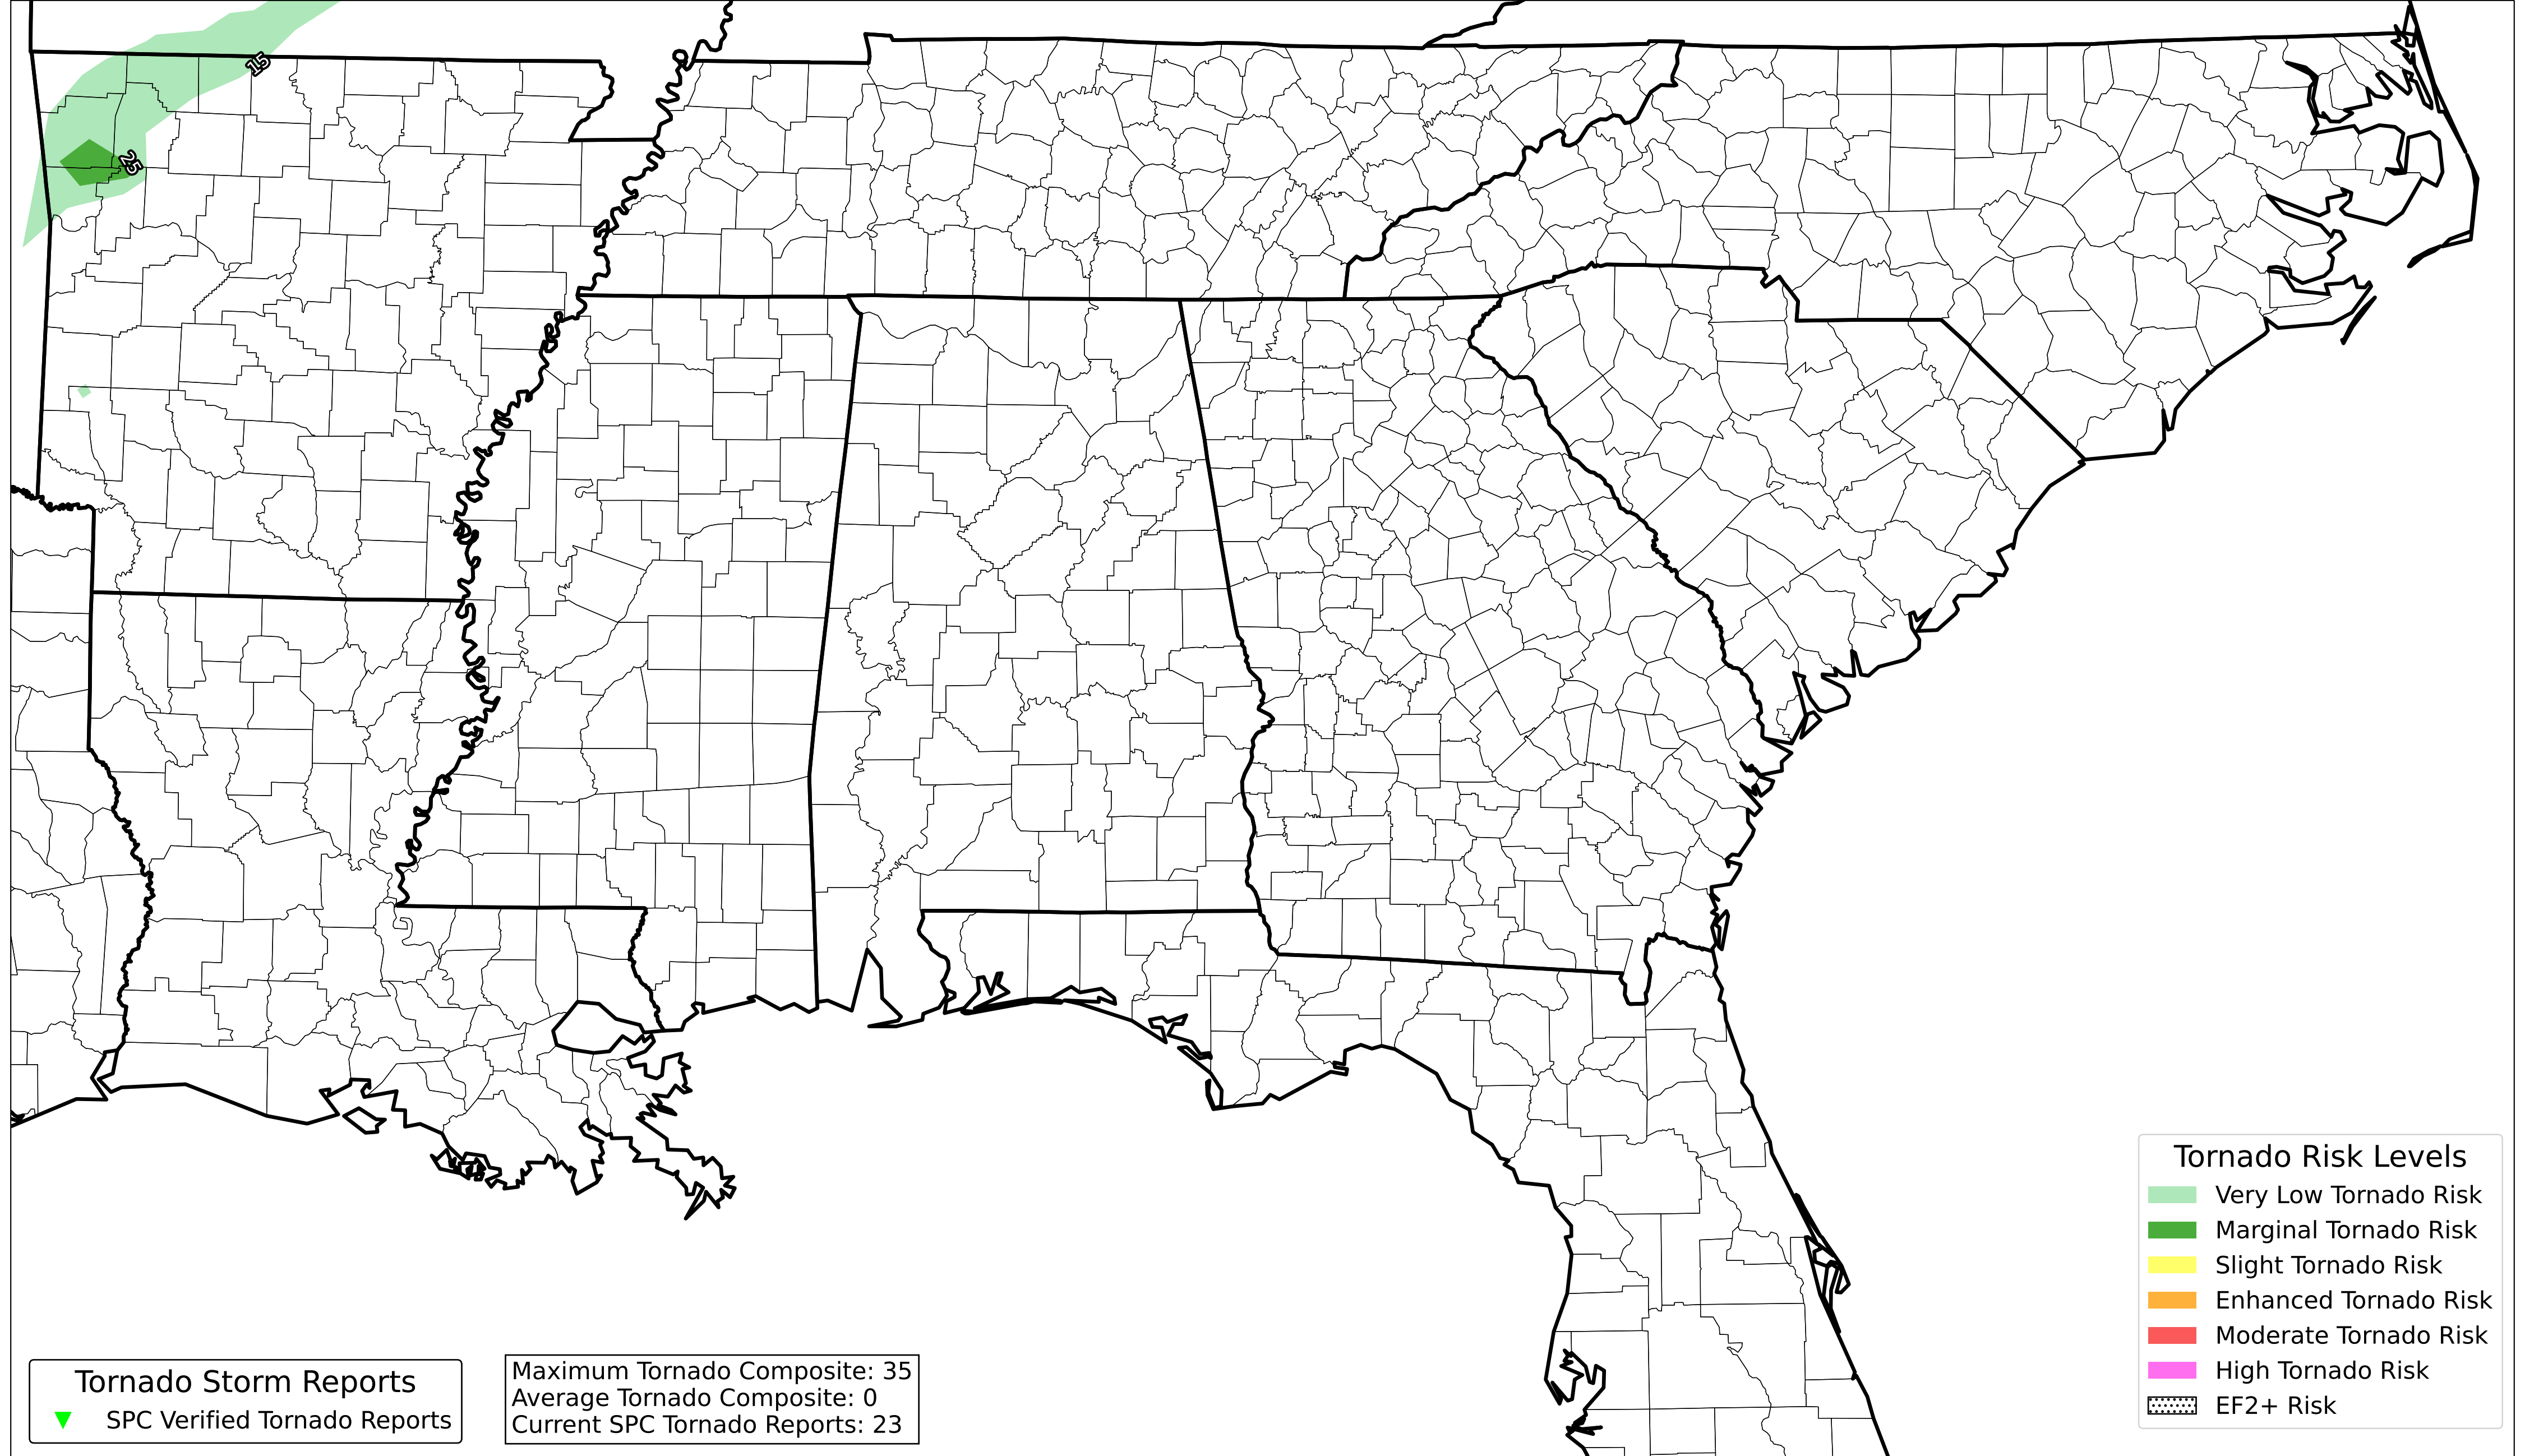 15
25
Tornado Risk Levels
Very Low Tornado Risk
Marginal Tornado Risk
Slight Tornado Risk
Enhanced Tornado Risk
Moderate Tornado Risk
High Tornado Risk
EF2+ Risk
Tornado Storm Reports
SPC Verified Tornado Reports
Maximum Tornado Composite: 35
Average Tornado Composite: 0
Current SPC Tornado Reports: 23